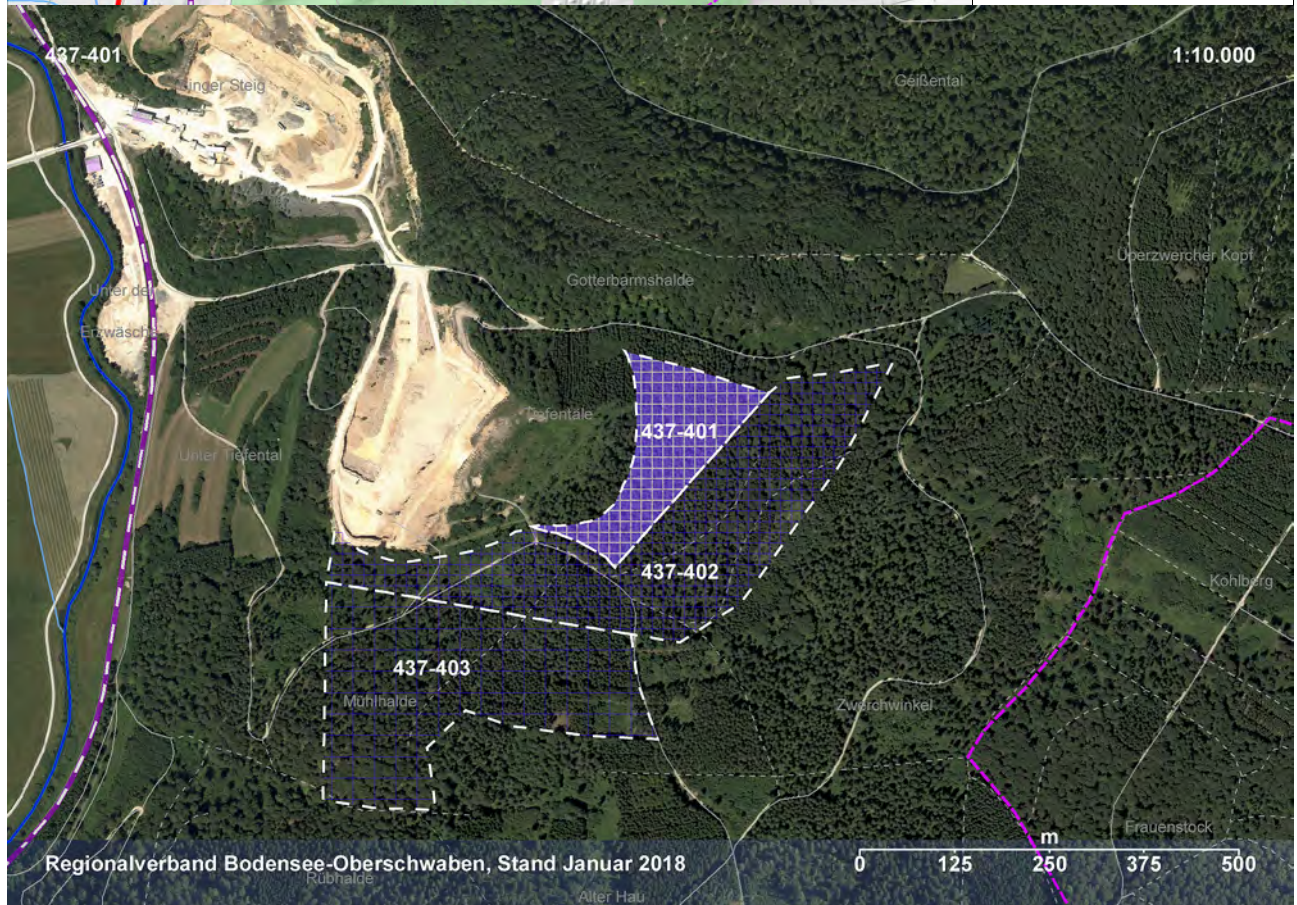 437-401
1:10.000
inger Steig
Geißental
Gotterbarmshalde
Oberzwercher Kopf
Unter der
Erzwäsche
Tiefentäle
437-401
Unter Tiefental
437-402
Kohlberg
437-403
Mühlhalde
Zwerchwinkel
Frauenstock
m
0 125 250 375 500
Regionalverband Bodensee-Oberschwaben, Stand Januar 2018
Rübhalde
Alter Hau